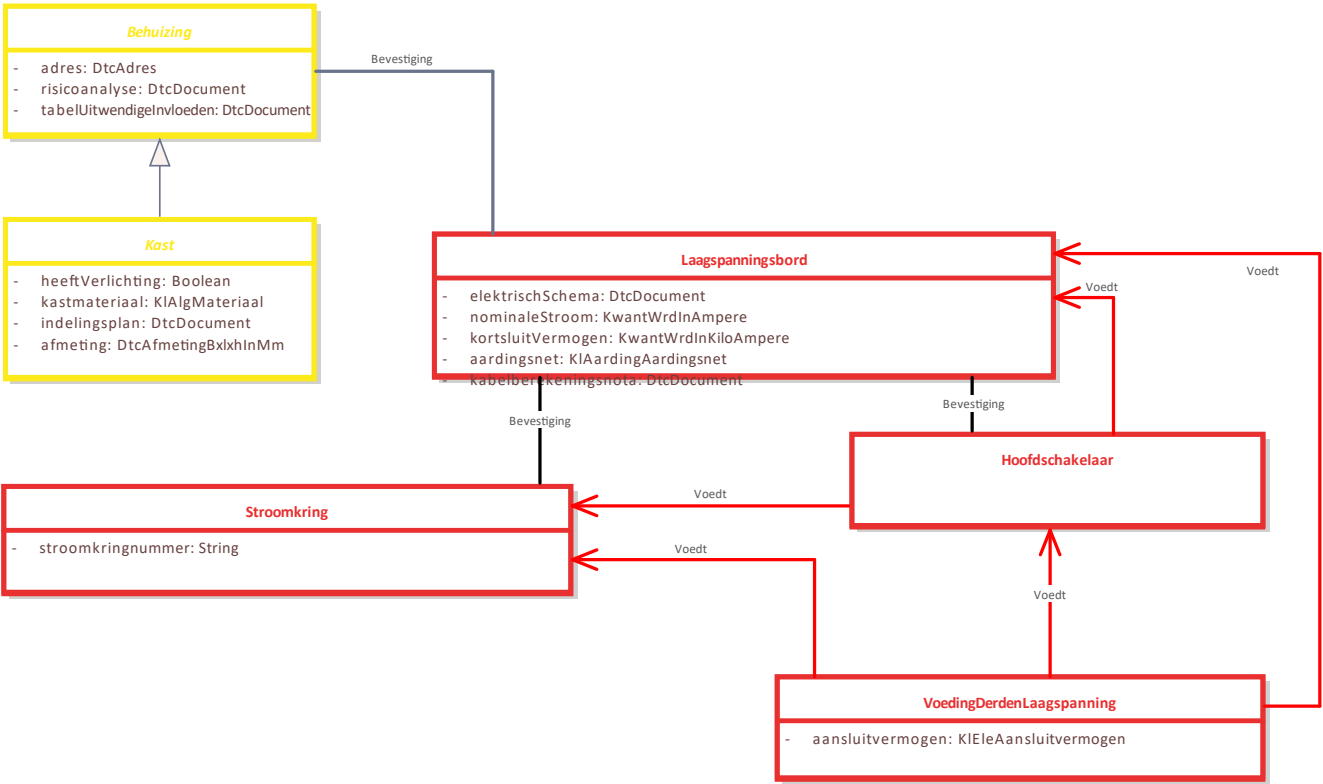 Behuizing
- adres: DtcAdres
- risicoanalyse: DtcDocument
- tabelUitwendigeInvloeden: DtcDocument
Bevestiging
Kast
- heeftVerlichting: Boolean
- kastmateriaal: KlAlgMateriaal
- indelingsplan: DtcDocument
- afmeting: DtcAfmetingBxlxhInMm
Laagspanningsbord
- elektrischSchema: DtcDocument
- nominaleStroom: KwantWrdInAmpere
- kortsluitVermogen: KwantWrdInKiloAmpere
- aardingsnet: KlAardingAardingsnet
- kabelberekeningsnota: DtcDocument
Voedt
Voedt
Bevestiging
Bevestiging
Hoofdschakelaar
Voedt
Stroomkring
- stroomkringnummer: String
Voedt
Voedt
VoedingDerdenLaagspanning
- aansluitvermogen: KlEleAansluitvermogen